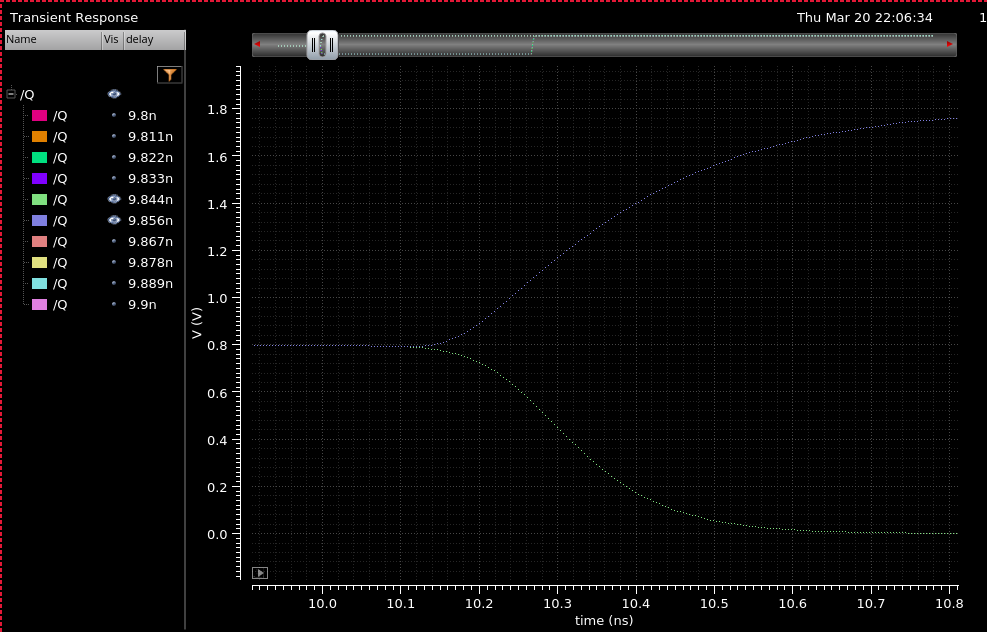 Transient Response
Thu Mar 20 22:06:34
1
Name Vis delay
/Q
/Q 9.8n
/Q 9.811n
/Q 9.822n
/Q 9.833n
/Q 9.844n
/Q 9.856n
/Q 9.867n
/Q 9.878n
/Q 9.889n
/Q 9.9n
V (V)
1.8
1.6
1.4
1.2
1.0
0.8
0.6
0.4
0.2
0.0
10.0 10.1 10.2 10.3 10.4 10.5 10.6 10.7 10.8
time (ns)